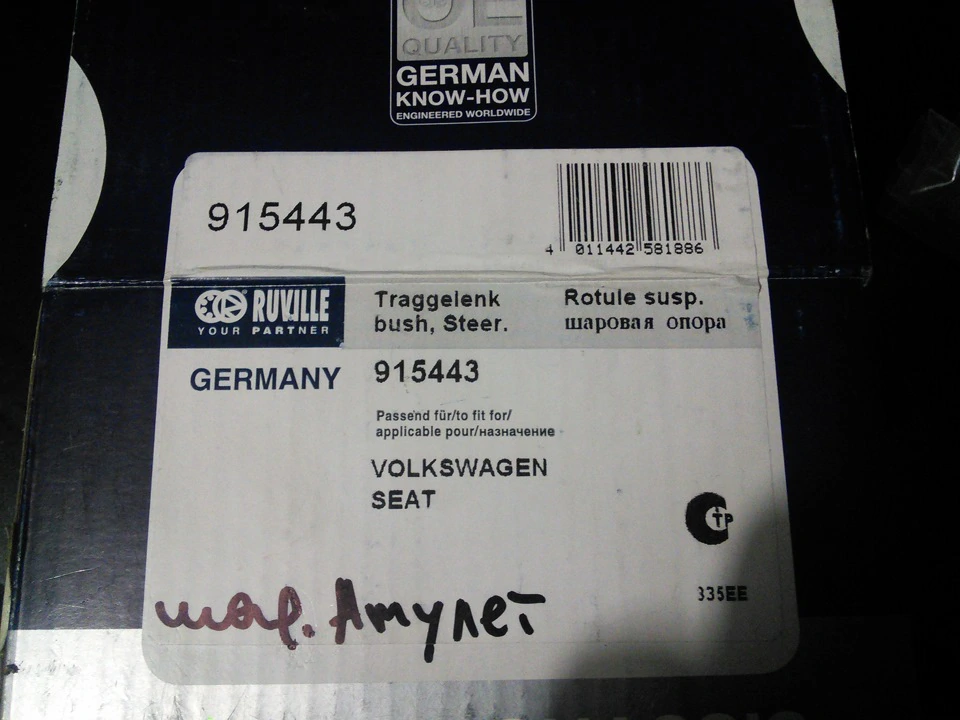 QUALITY
GERMAN
KNOW-HOW
ENGINEERED WORLDWIDE
915443
4 011442 581886
RUVILLE
YOUR PARTNER
Traggelenk
bush, Steer.
Rotule susp.
шаровая опора
GERMANY
915443
Passend für/to fit for/
applicable pour/назначение
VOLKSWAGEN
SEAT
TP
335EE
шар. Амулет